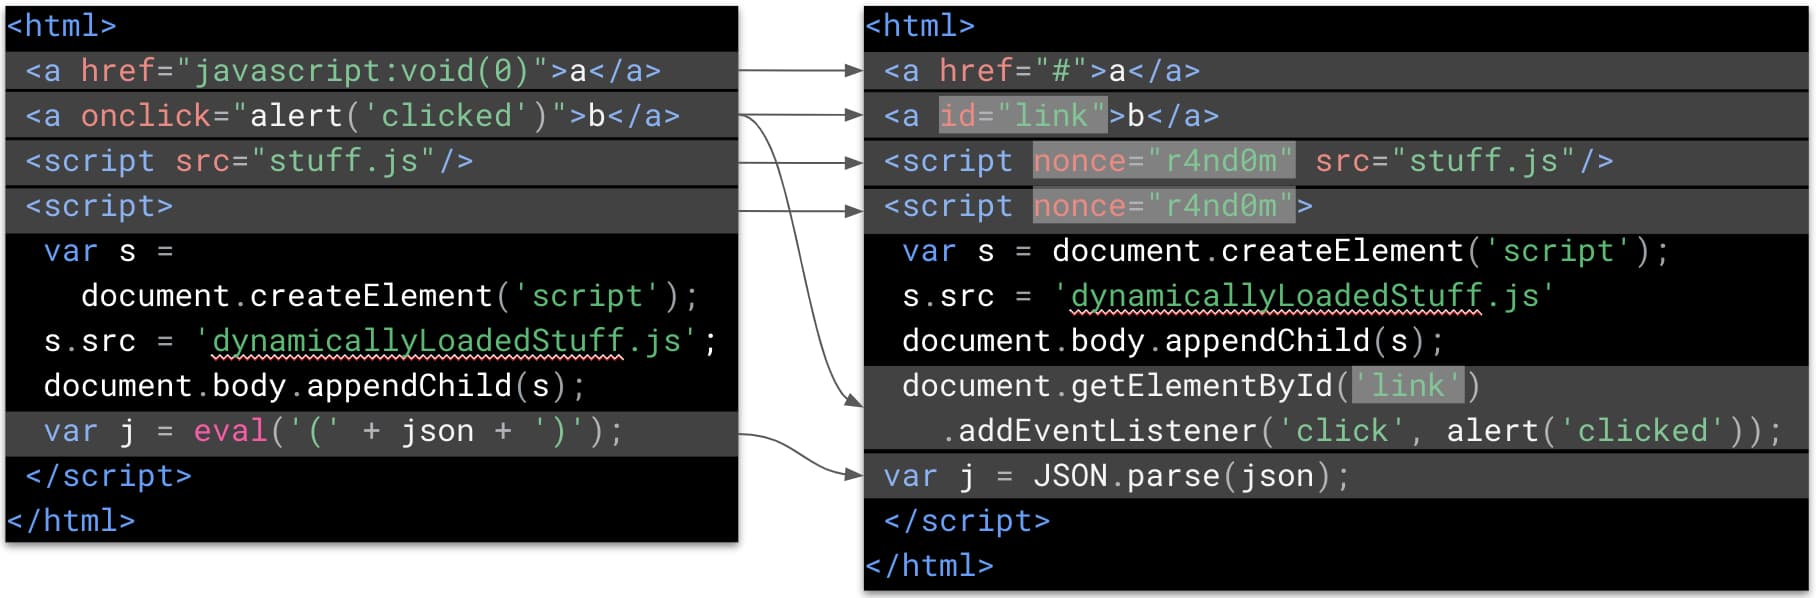 <html>
<a href="javascript:void(0)">a</a>
<a onclick="alert('clicked')">b</a>
<script src="stuff.js"/>
<script>
var s =
document.createElement('script');
s.src = 'dynamicallyLoadedStuff.js';
document.body.appendChild(s);
var j = eval('(' + json + ')');
</script>
</html>
<html>
<a href="#">a</a>
<a id="link">b</a>
<script nonce="r4nd0m" src="stuff.js"/>
<script nonce="r4nd0m">
var s = document.createElement('script');
s.src = 'dynamicallyLoadedStuff.js'
document.body.appendChild(s);
document.getElementById('link')
.addEventListener('click', alert('clicked'));
var j = JSON.parse(json);
</script>
</html>